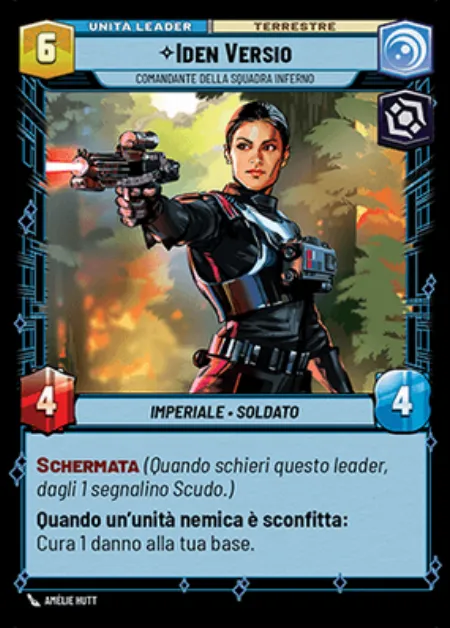 UNITÀ LEADER
TERRESTRE
6
IDEN VERSIO
COMANDANTE DELLA SQUADRA INFERNO
4
IMPERIALE • SOLDATO
4
SCHERMATA (Quando schieri questo leader,
dagli 1 segnalino Scudo.)
Quando un'unità nemica è sconfitta:
Cura 1 danno alla tua base.
AMÉLIE HUTT